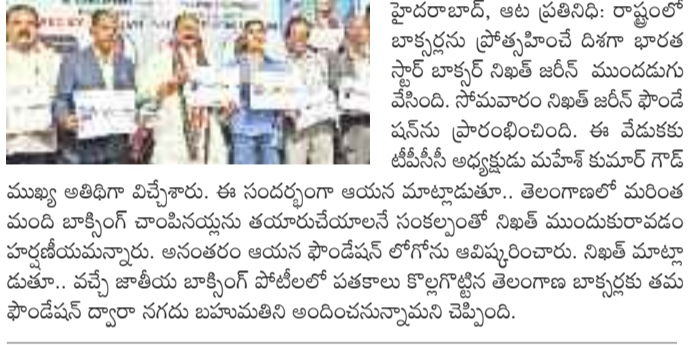 హైదరాబాద్, ఆట ప్రతినిధి: రాష్ట్రంలో
బాక్సర్లను ప్రోత్సహించే దిశగా భారత
స్టార్ బాక్సర్ నిఖత్ జరీన్ ముందడుగు
వేసింది. సోమవారం నిఖత్ జరీన్ ఫౌండే
షన్‌ను ప్రారంభించింది. ఈ వేడుకకు
టీపీసీసీ అధ్యక్షుడు మహేశ్ కుమార్ గౌడ్
ముఖ్య అతిథిగా విచ్చేశారు. ఈ సందర్భంగా ఆయన మాట్లాడుతూ.. తెలంగాణలో మరింత
మంది బాక్సింగ్ చాంపియన్లను తయారుచేయాలనే సంకల్పంతో నిఖత్ ముందుకురావడం
హర్షణీయమన్నారు. అనంతరం ఆయన ఫౌండేషన్ లోగోను ఆవిష్కరించారు. నిఖత్ మాట్లా
డుతూ.. వచ్చే జాతీయ బాక్సింగ్ పోటీలలో పతకాలు కొల్లగొట్టిన తెలంగాణ బాక్సర్లకు తమ
ఫౌండేషన్ ద్వారా నగదు బహుమతిని అందించనున్నామని చెప్పింది.